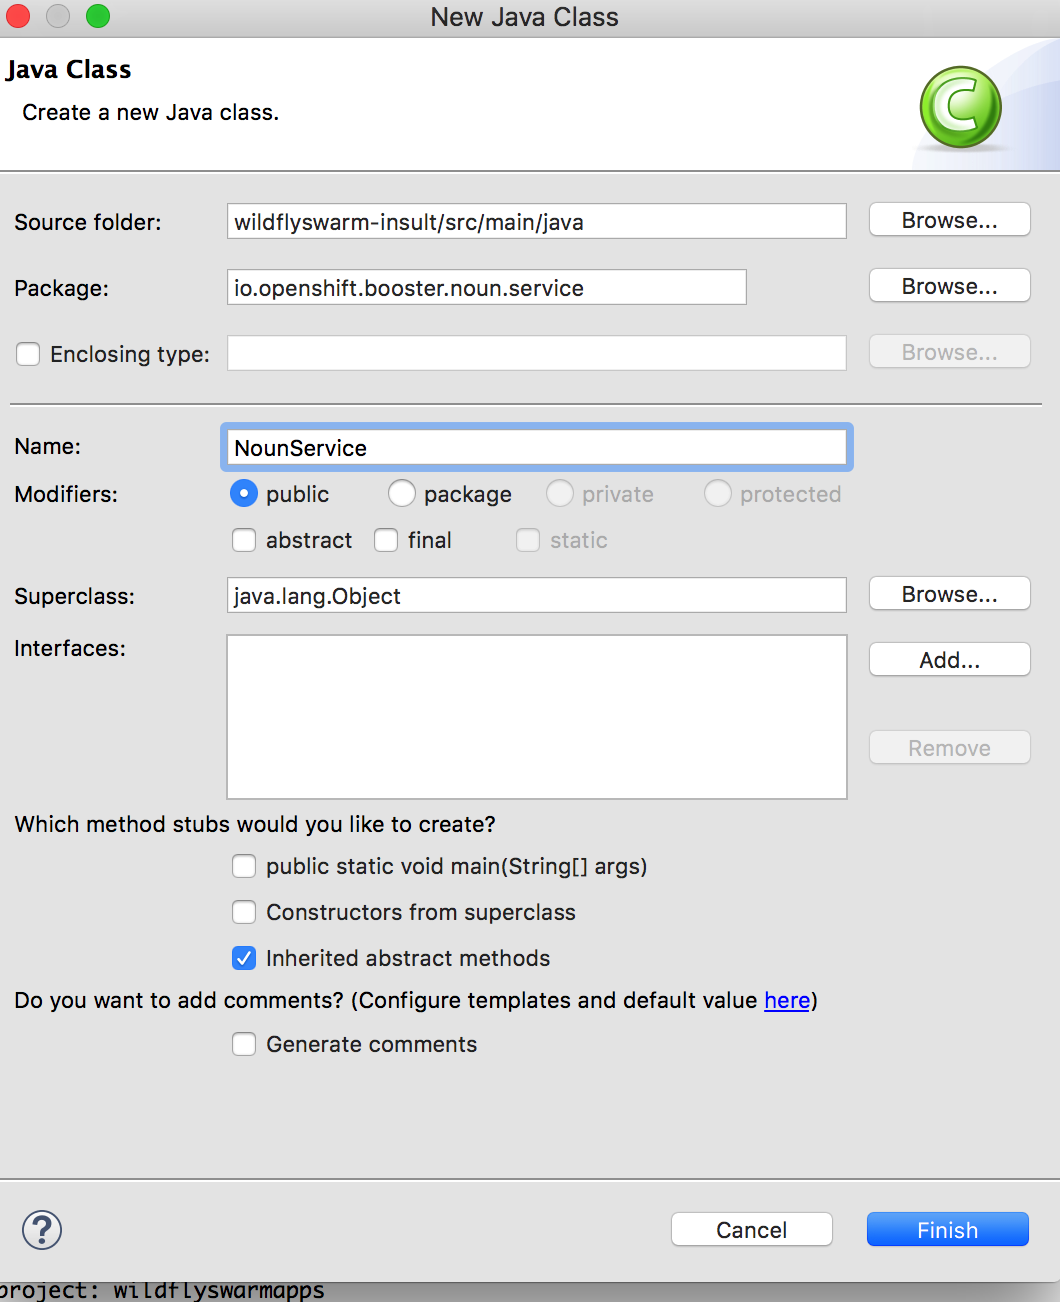 New Java Class
Java Class
Create a new Java class.
C
Source folder: wildflyswarm-insult/src/main/java Browse...
Package: io.openshift.booster.noun.service Browse...
Enclosing type: Browse...
Name: NounService
Modifiers: public package private protected
abstract final static
Superclass: java.lang.Object Browse...
Interfaces: Add...
Remove
Which method stubs would you like to create?
public static void main(String[] args)
Constructors from superclass
Inherited abstract methods
Do you want to add comments? (Configure templates and default value here)
Generate comments
? Cancel Finish
project: wildflyswarmapps